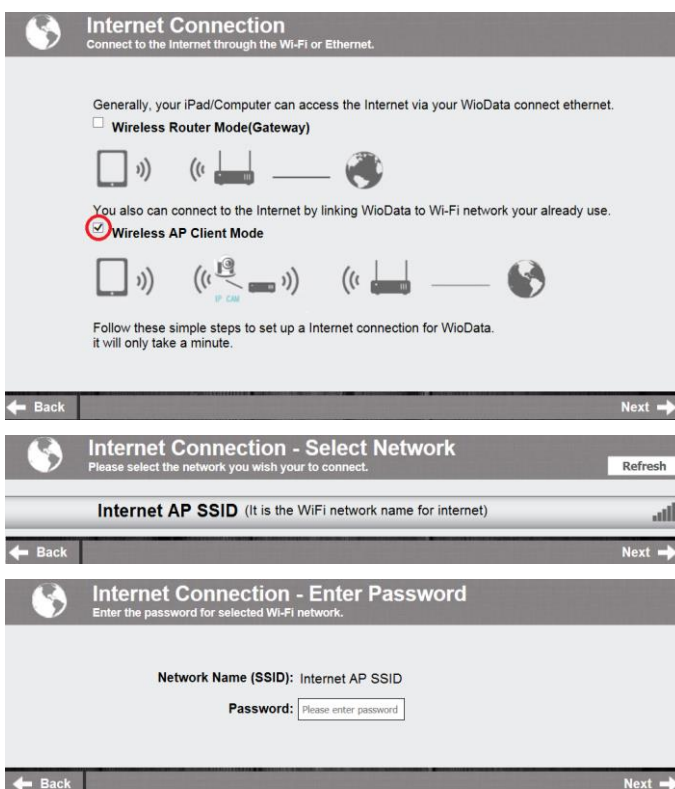 Internet Connection
Connect to the Internet through the Wi-Fi or Ethernet.
Generally, your iPad/Computer can access the Internet via your WioData connect ethernet.
Wireless Router Mode(Gateway)
You also can connect to the Internet by linking WioData to Wi-Fi network your already use.
Wireless AP Client Mode
IP CAM
Follow these simple steps to set up a Internet connection for WioData.
it will only take a minute.
Back
Next
Internet Connection - Select Network
Please select the network you wish your to connect.
Refresh
Internet AP SSID (It is the WiFi network name for internet)
Back
Next
Internet Connection - Enter Password
Enter the password for selected Wi-Fi network.
Network Name (SSID): Internet AP SSID
Password: Please enter password
Back
Next